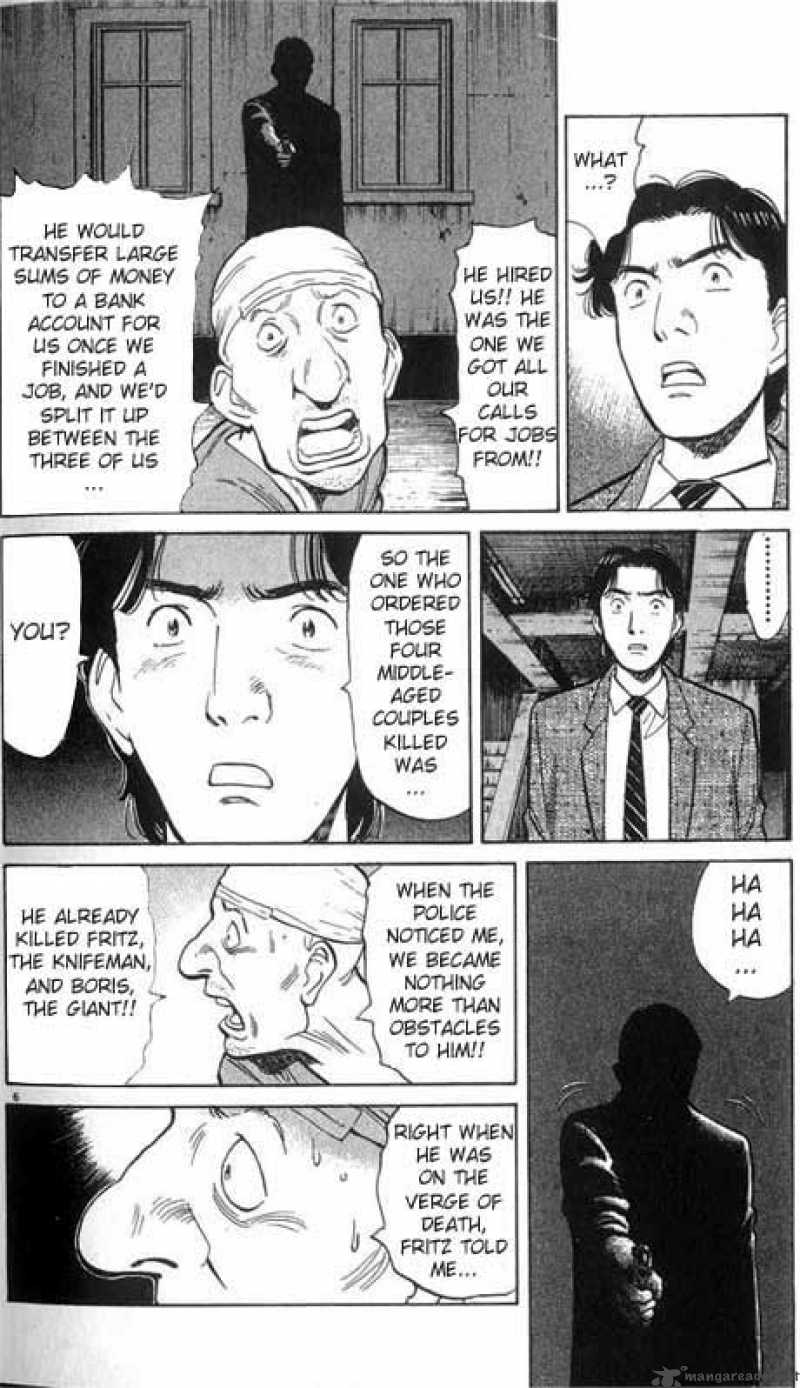 WHAT
...?
HE HIRED
US!! HE
WAS THE
ONE WE
GOT ALL
OUR
CALLS
FOR JOBS
FROM!!
HE WOULD
TRANSFER LARGE
SUMS OF MONEY
TO A BANK
ACCOUNT FOR
US ONCE WE
FINISHED A
JOB, AND WE'D
SPLIT IT UP
BETWEEN THE
THREE OF US
...
.........
SO THE
ONE WHO
ORDERED
THOSE
FOUR
MIDDLE-
AGED
COUPLES
KILLED WAS
...
YOU?
HA
HA
HA
...
WHEN THE
POLICE
NOTICED ME,
WE BECAME
NOTHING
MORE THAN
OBSTACLES
TO HIM!!
HE ALREADY
KILLED FRITZ,
THE KNIFEMAN,
AND BORIS,
THE GIANT!!
6
RIGHT WHEN
HE WAS
ON THE
VERGE OF
DEATH,
FRITZ TOLD
ME...